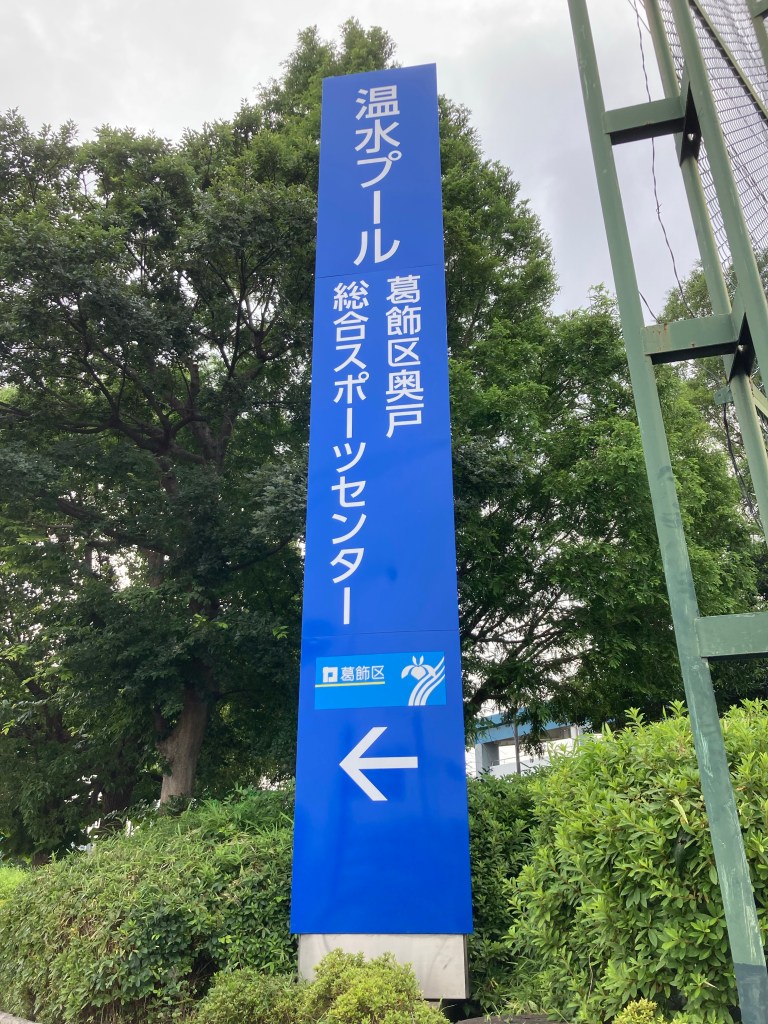 温水プール
葛飾区奥戸
総合スポーツセンター
葛飾区